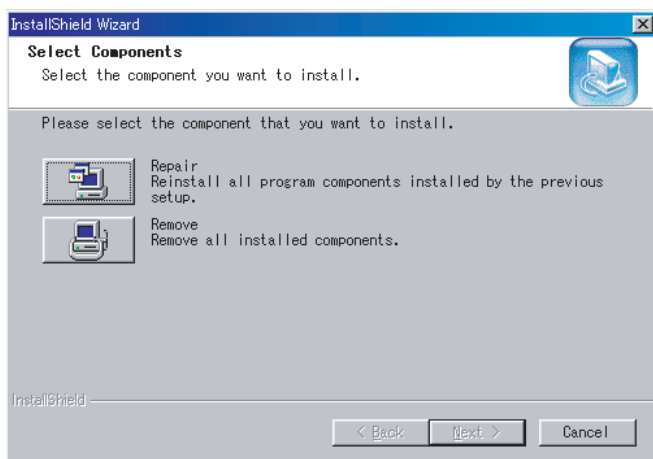 InstallShield Wizard
Select Components
Select the component you want to install.
Please select the component that you want to install.
Repair
Reinstall all program components installed by the previous
setup.
Remove
Remove all installed components.
InstallShield
< Back
Next >
Cancel